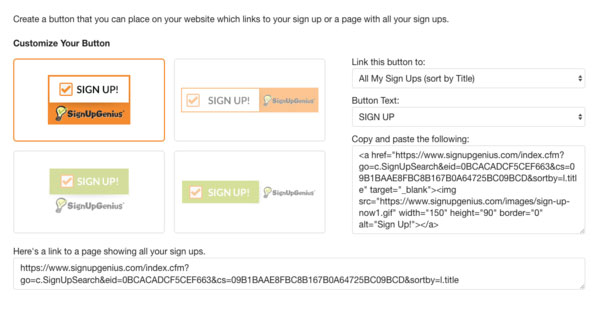 Create a button that you can place on your website which links to your sign up or a page with all your sign ups.
Customize Your Button
SIGN UP!
SignUpGenius
SIGN UP! SignUpGenius
SIGN UP!
SignUpGenius
SIGN UP! SignUpGenius
Link this button to:
All My Sign Ups (sort by Title)
Button Text:
SIGN UP
Copy and paste the following:
<a href="https://www.signupgenius.com/index.cfm?
go=c.SignUpSearch&eid=0BCACADCF5CEF663&cs=0
9B1BAAE8FBC8B167B0A64725BC09BCD&sortby=l.titl
e" target="_blank"><img
src="https://www.signupgenius.com/images/sign-up-
now1.gif" width="150" height="90" border="0"
alt="Sign Up!"></a>
Here's a link to a page showing all your sign ups.
https://www.signupgenius.com/index.cfm?
go=c.SignUpSearch&eid=0BCACADCF5CEF663&cs=09B1BAAE8FBC8B167B0A64725BC09BCD&sortby=l.title